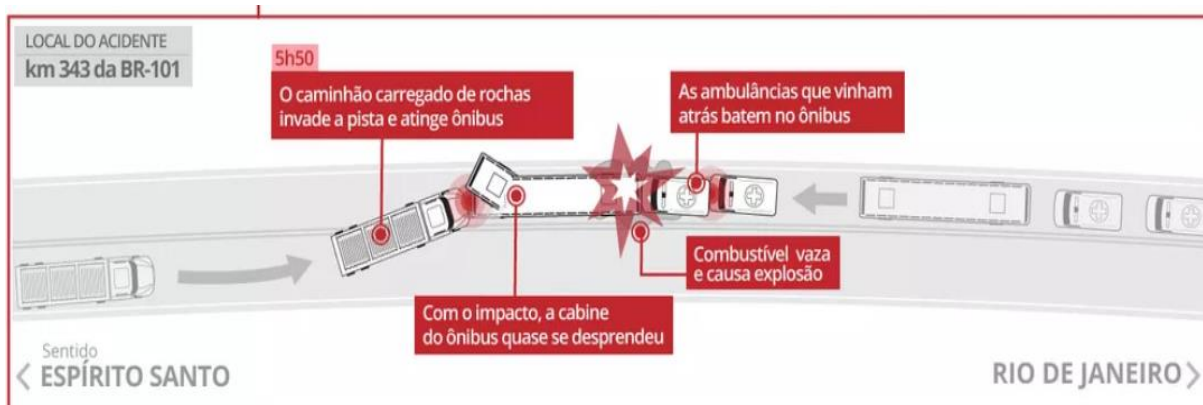 LOCAL DO ACIDENTE
km 343 da BR-101
5h50
O caminhão carregado de rochas
invade a pista e atinge ônibus
As ambulâncias que vinham
atrás batem no ônibus
Combustível vaza
e causa explosão
Com o impacto, a cabine
do ônibus quase se desprendeu
Sentido
< ESPÍRITO SANTO
RIO DE JANEIRO >